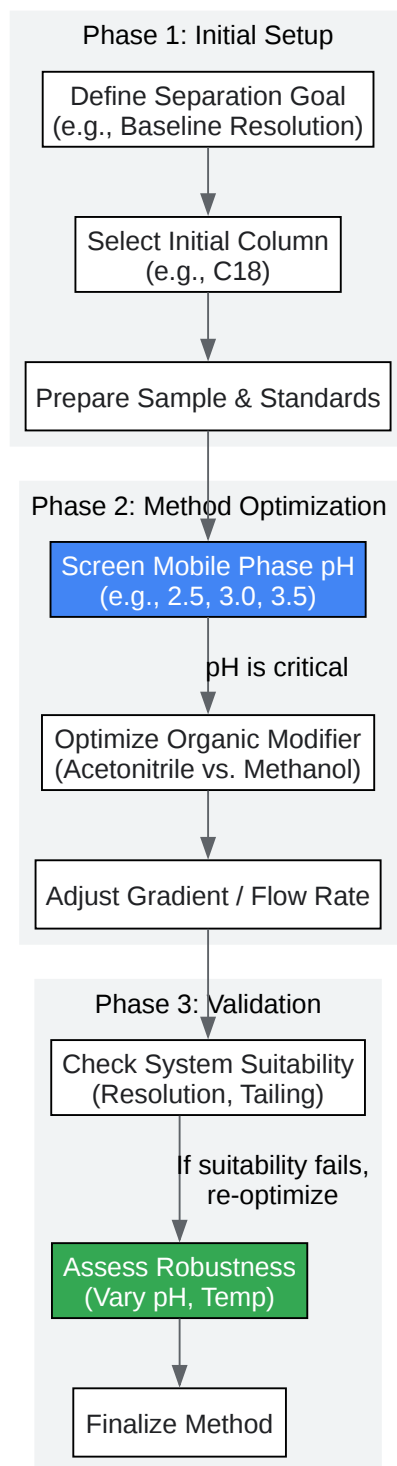 Phase 1: Initial Setup
Define Separation Goal
(e.g., Baseline Resolution)
Select Initial Column
(e.g., C18)
Prepare Sample & Standards
Phase 2: Method Optimization
Screen Mobile Phase pH
(e.g., 2.5, 3.0, 3.5)
pH is critical
Optimize Organic Modifier
(Acetonitrile vs. Methanol)
Adjust Gradient / Flow Rate
Phase 3: Validation
Check System Suitability
(Resolution, Tailing)
If suitability fails,
re-optimize
Assess Robustness
(Vary pH, Temp)
Finalize Method